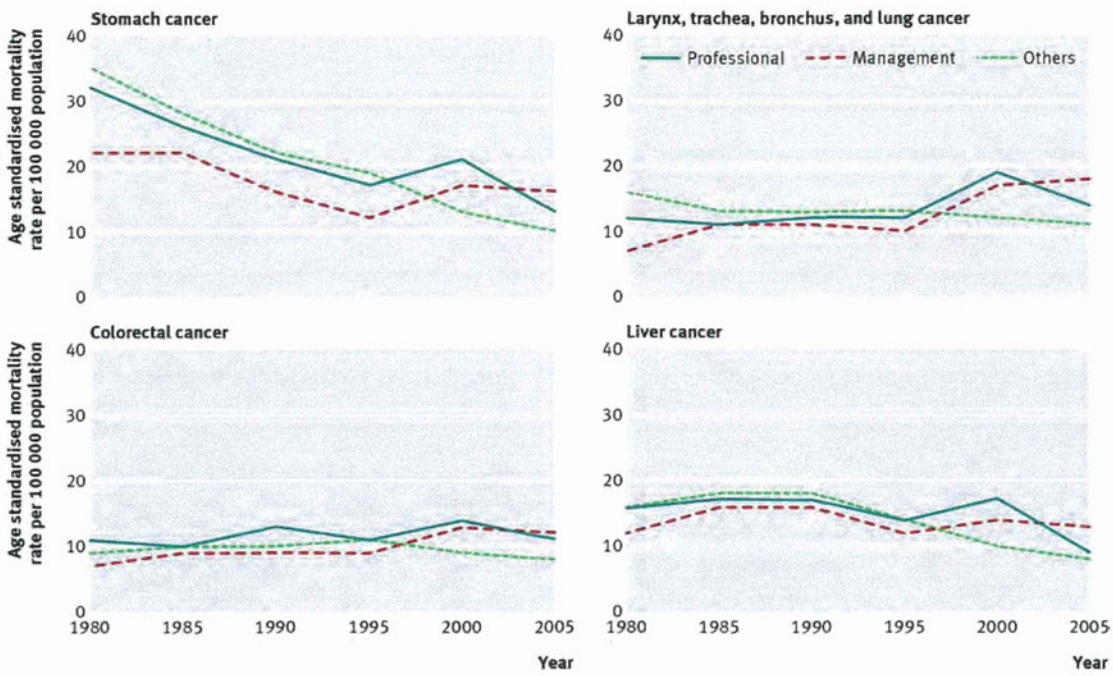 Stomach cancer
Age standardised mortality
rate per 100 000 population
40
30
20
10
0
Larynx, trachea, bronchus, and lung cancer
40
30
20
10
0
Professional Management Others
Colorectal cancer
Age standardised mortality
rate per 100 000 population
40
30
20
10
0
1980 1985 1990 1995 2000 2005
Year
Liver cancer
40
30
20
10
0
1980 1985 1990 1995 2000 2005
Year